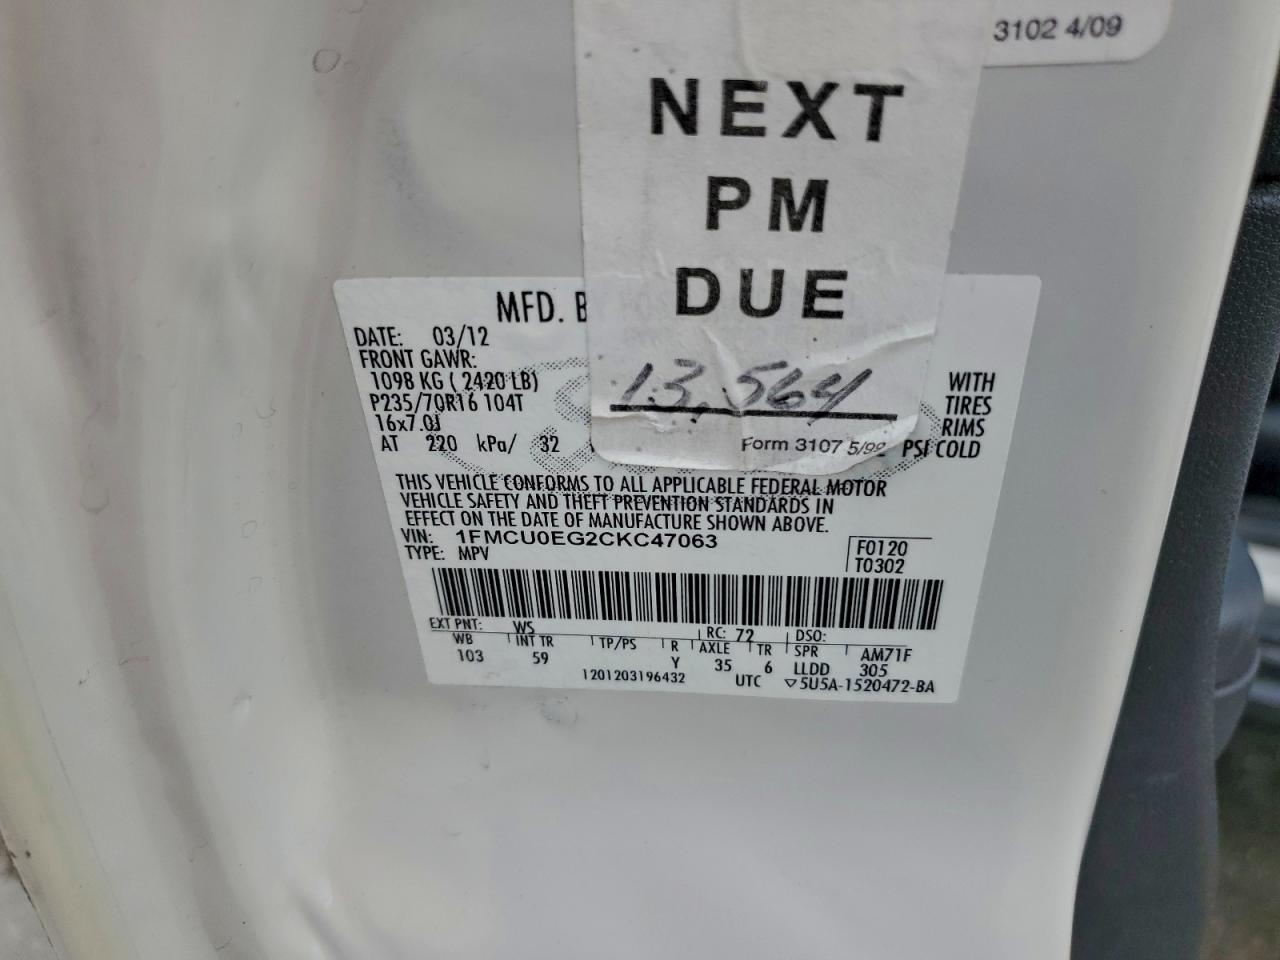 3102 4/09
NEXT
PM
DUE
13,564
Form 3107 5/99
MFD. BY FO
DATE: 03/12
FRONT GAWR:
1098 KG ( 2420 LB)
P235/70R16 104T
16x7.0J
AT 220 kPa/ 32
WITH
TIRES
RIMS
PSI COLD
THIS VEHICLE CONFORMS TO ALL APPLICABLE FEDERAL MOTOR
VEHICLE SAFETY AND THEFT PREVENTION STANDARDS IN
EFFECT ON THE DATE OF MANUFACTURE SHOWN ABOVE.
VIN: 1FMCU0EG2CKC47063
TYPE: MPV
F0120
T0302
EXT PNT: WS RC: 72 DSO:
WB INT TR TP/PS R AXLE TR SPR AM71F
103 59 Y 35 6 LLDD 305
1201203196432 UTC ▽5U5A-1520472-BA